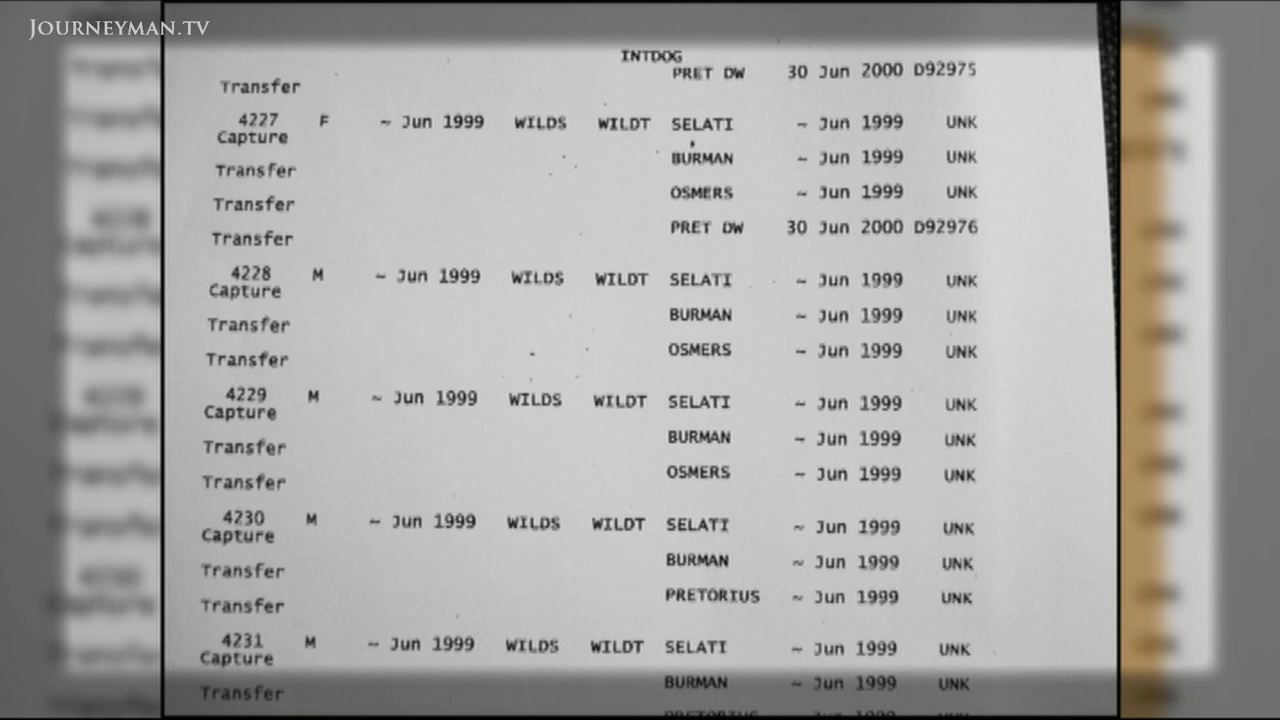 JOURNEYMAN.TV
INTDOG
PRET DW 30 Jun 2000 D92975
Transfer
4227 F ~ Jun 1999 WILDS WILDT SELATI ~ Jun 1999 UNK
Capture
BURMAN ~ Jun 1999 UNK
Transfer
OSMERS ~ Jun 1999 UNK
Transfer
PRET DW 30 Jun 2000 D92976
Transfer
4228 M ~ Jun 1999 WILDS WILDT SELATI ~ Jun 1999 UNK
Capture
BURMAN ~ Jun 1999 UNK
Transfer
OSMERS ~ Jun 1999 UNK
Transfer
4229 M ~ Jun 1999 WILDS WILDT SELATI ~ Jun 1999 UNK
Capture
BURMAN ~ Jun 1999 UNK
Transfer
OSMERS ~ Jun 1999 UNK
Transfer
4230 M ~ Jun 1999 WILDS WILDT SELATI ~ Jun 1999 UNK
Capture
BURMAN ~ Jun 1999 UNK
Transfer
PRETORIUS ~ Jun 1999 UNK
Transfer
4231 M ~ Jun 1999 WILDS WILDT SELATI ~ Jun 1999 UNK
Capture
BURMAN ~ Jun 1999 UNK
Transfer